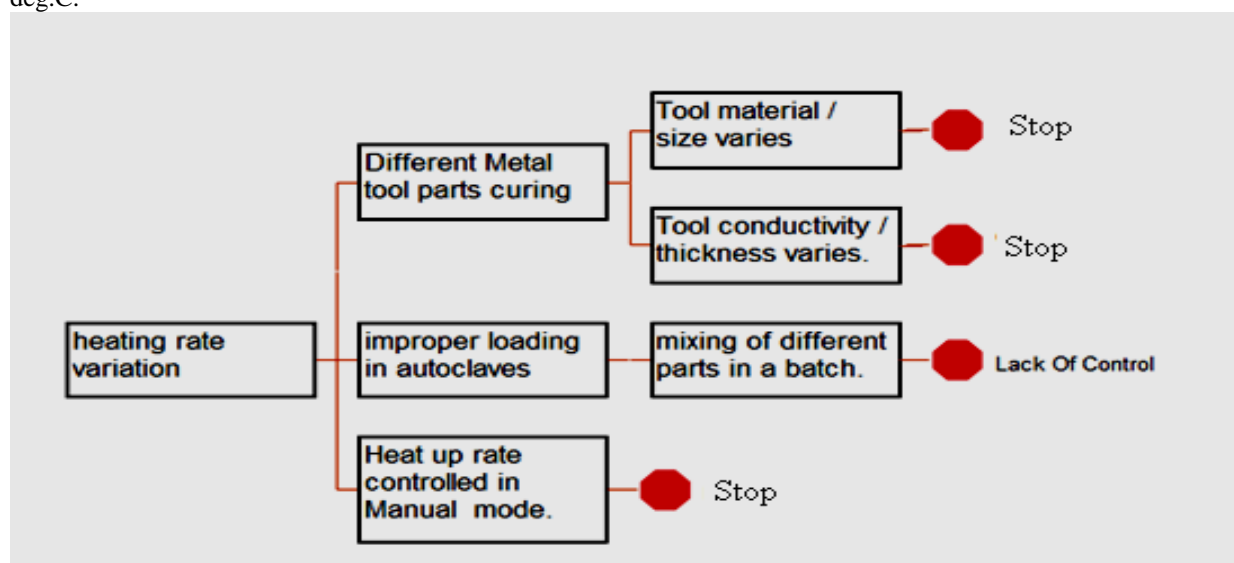 deg.C.
Tool material /
size varies
Stop
Different Metal
tool parts curing
Tool conductivity /
thickness varies.
Stop
heating rate
variation
improper loading
in autoclaves
mixing of different
parts in a batch.
Lack Of Control
Heat up rate
controlled in
Manual mode.
Stop